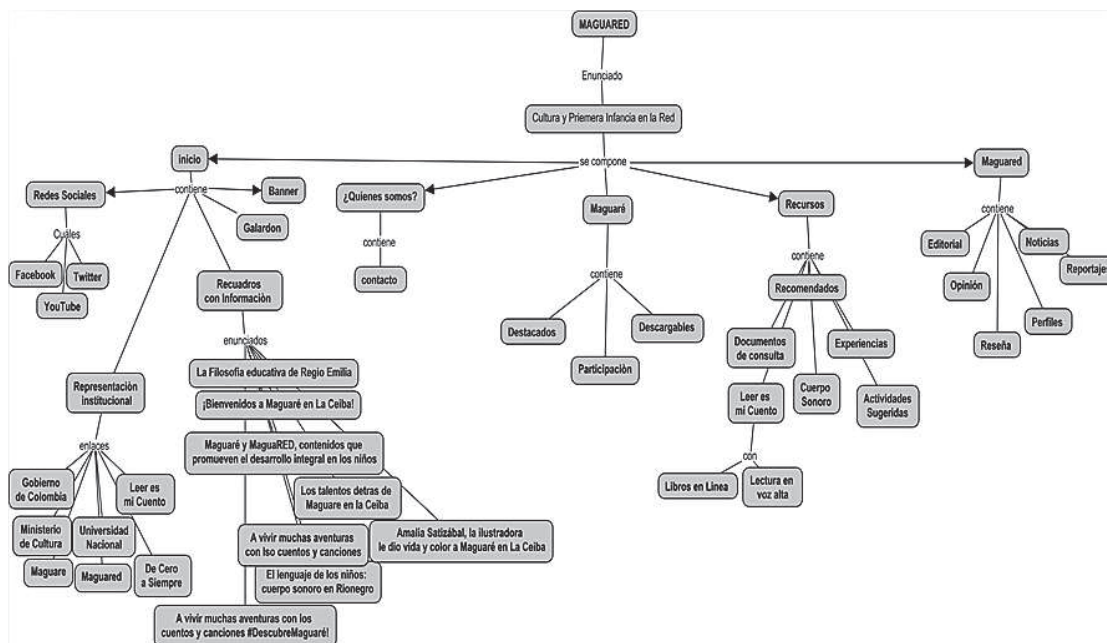 MAGUARED
Enunciado
Cultura y Priemera Infancia en la Red
se compone
inicio
contiene
Redes Sociales
Banner
Galardon
Cuáles
Facebook
Twitter
YouTube
Recuadros
con Informaciòn
enunciados
La Filosofia educativa de Regio Emilia
¡Bienvenidos a Maguaré en La Ceiba!
Maguaré y MaguaRED, contenidos que
promueven el desarrollo integral en los niños
Los talentos detras de
Maguare en la Ceiba
Amalia Satizábal, la ilustradora
le dio vida y color a Maguaré en La Ceiba
A vivir muchas aventuras
con lso cuentos y canciones
El lenguaje de los niños:
cuerpo sonoro en Rionegro
A vivir muchas aventuras con los
cuentos y canciones #DescubreMaguaré!
Representaciòn
institucional
enlaces
Gobierno
de Colombia
Leer es
mi Cuento
Ministerio
de Cultura
Universidad
Nacional
Maguare
Maguared
De Cero
a Siempre
¿Quienes somos?
contiene
contacto
Maguaré
contiene
Destacados
Descargables
Participaciòn
Recursos
contiene
Recomendados
Documentos
de consulta
Experiencias
Leer es
mi Cuento
Cuerpo
Sonoro
Actividades
Sugeridas
con
Libros en Linea
Lectura en
voz alta
Maguared
contiene
Editorial
Noticias
Reportajes
Opinión
Perfiles
Reseña